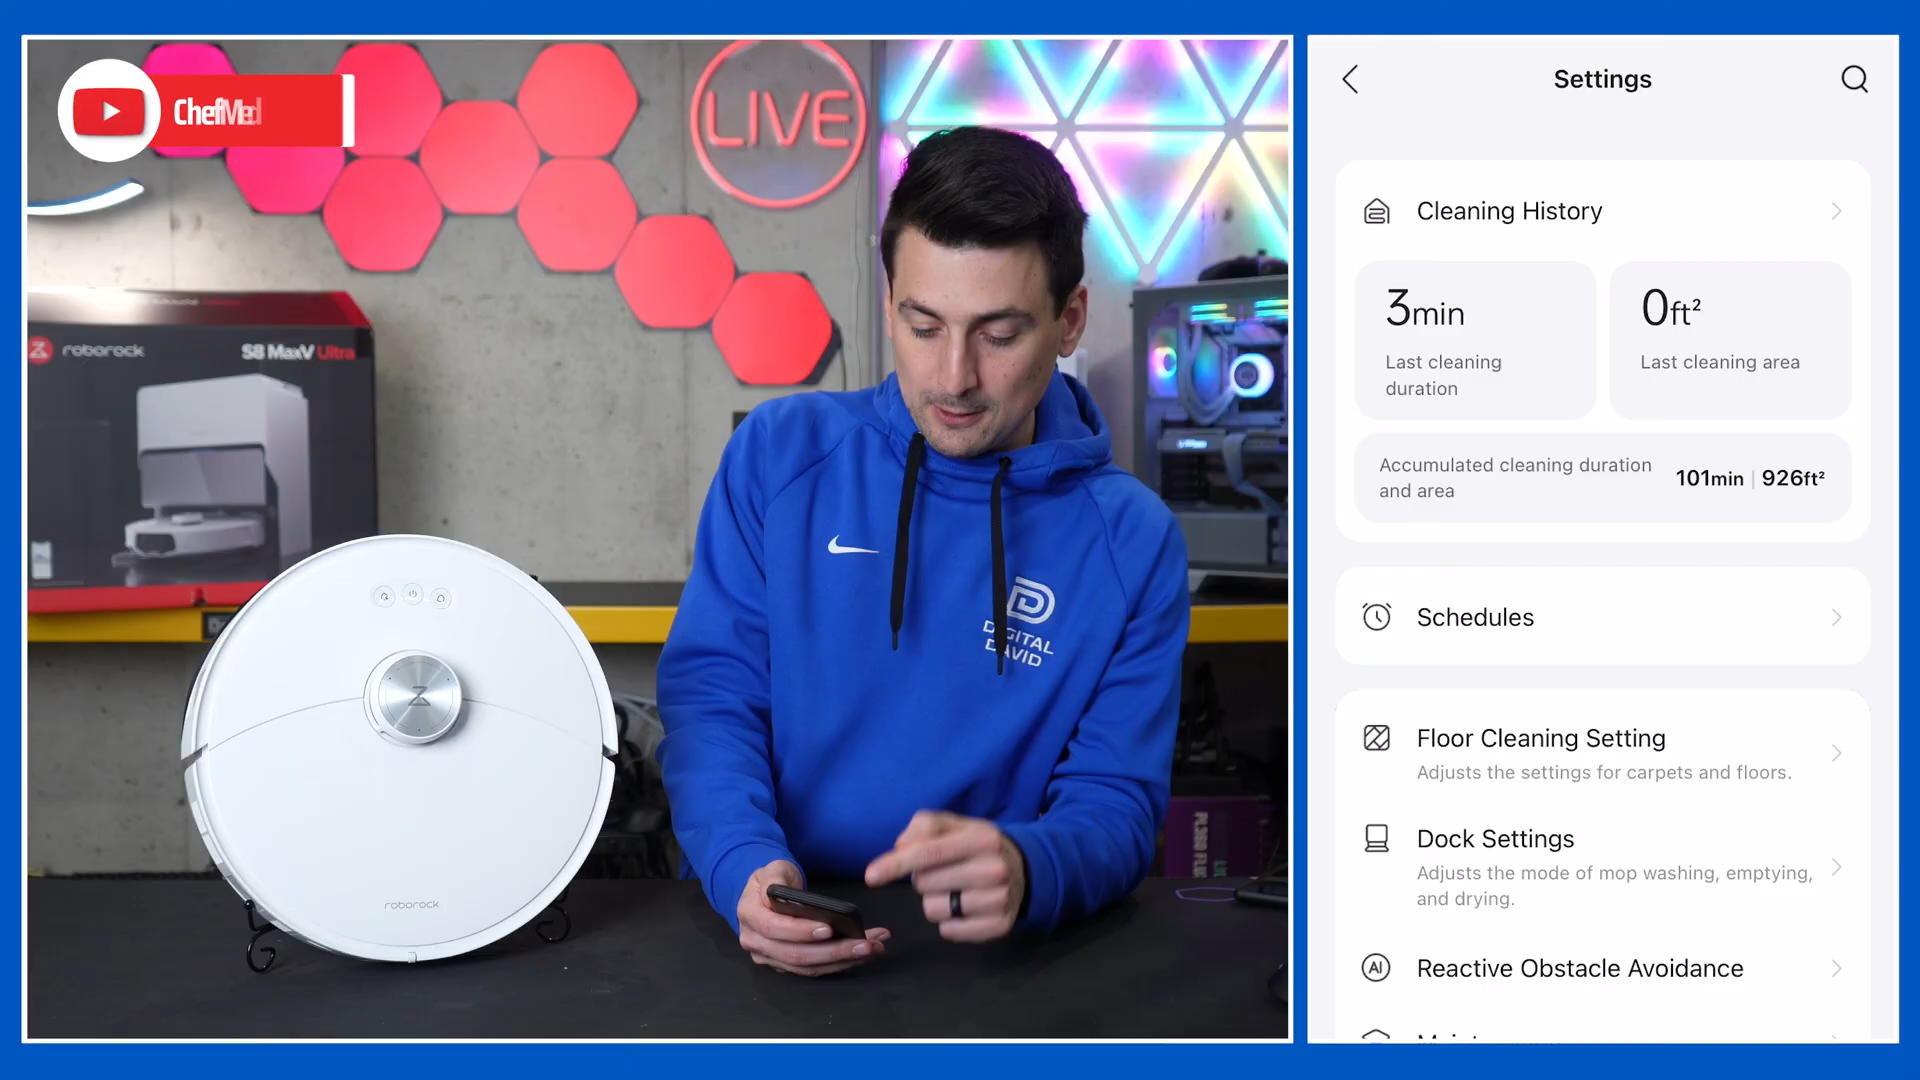 LIVE
roborock
S8 MaxV Ultra
DIGITAL
DAVID
roborock
Settings
Cleaning History
3min
Last cleaning
duration
0ft²
Last cleaning area
Accumulated cleaning duration
and area
101min | 926ft²
Schedules
Floor Cleaning Setting
Adjusts the settings for carpets and floors.
Dock Settings
Adjusts the mode of mop washing, emptying,
and drying.
AI
Reactive Obstacle Avoidance